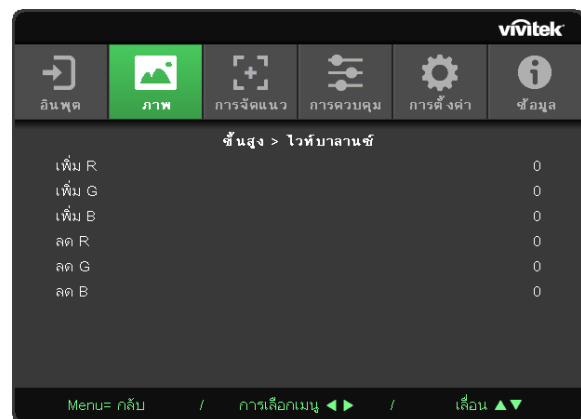 vivitek
อินพุต ภาพ การจัดแนว การควบคุม การตั้งค่า ข้อมูล
ขั้นสูง > ไวท์บาลานซ์
เพิ่ม R 0
เพิ่ม G 0
เพิ่ม B 0
ลด R 0
ลด G 0
ลด B 0
Menu= กลับ / การเลือกเมนู ◀ ▶ / เลื่อน ▲▼